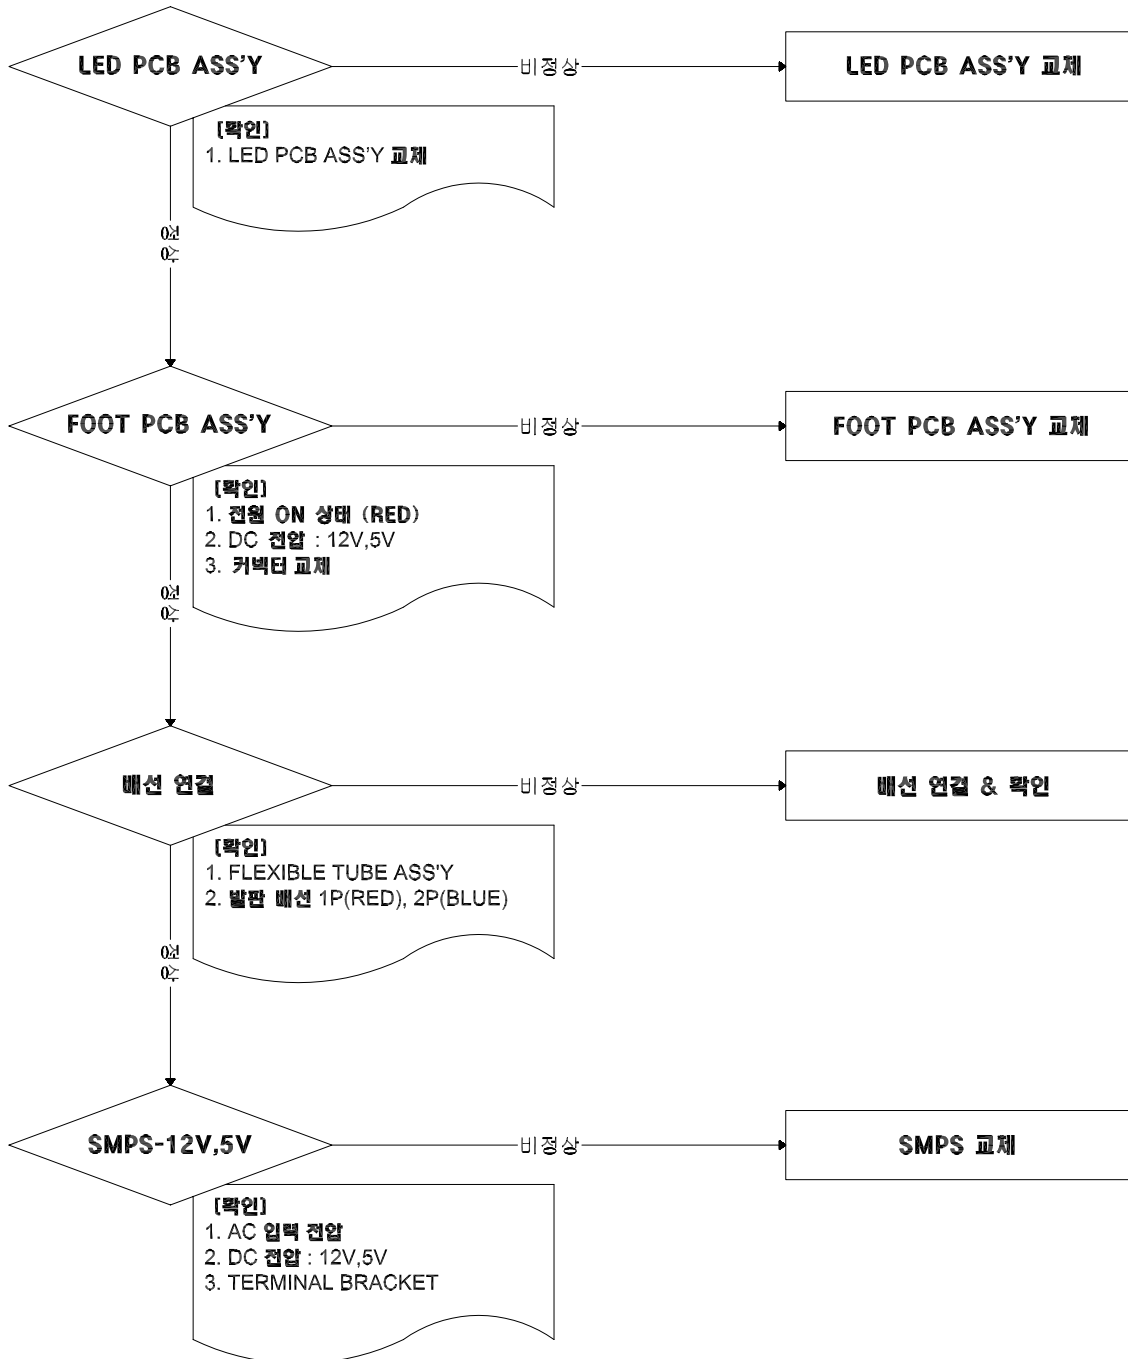 LED PCB ASS'Y
비정상
LED PCB ASS'Y 교체
[확인]
1. LED PCB ASS'Y 교체
정상
FOOT PCB ASS'Y
비정상
FOOT PCB ASS'Y 교체
[확인]
1. 전원 ON 상태 (RED)
2. DC 전압 : 12V,5V
3. 커넥터 교체
정상
배선 연결
비정상
배선 연결 & 확인
[확인]
1. FLEXIBLE TUBE ASS'Y
2. 발판 배선 1P(RED), 2P(BLUE)
정상
SMPS-12V,5V
비정상
SMPS 교체
[확인]
1. AC 입력 전압
2. DC 전압 : 12V,5V
3. TERMINAL BRACKET